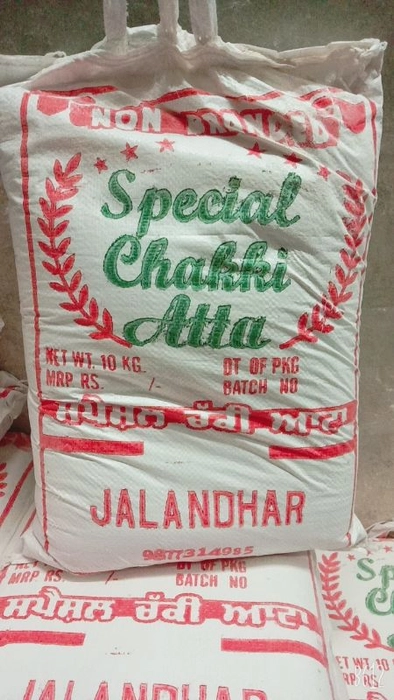 NON BRANDED
Special
Chakki
Atta
NET WT. 10 KG.
MRP RS. /-
DT OF PKG
BATCH NO
ਸਪੈਸ਼ਲ ਚੱਕੀ ਆਟਾ
JALANDHAR
9877314985
NET WT. 10 KG.
MRP RS. /-
DT OF PKG
BATCH NO
ਸਪੈਸ਼ਲ ਚੱਕੀ ਆਟਾ
JALANDHAR